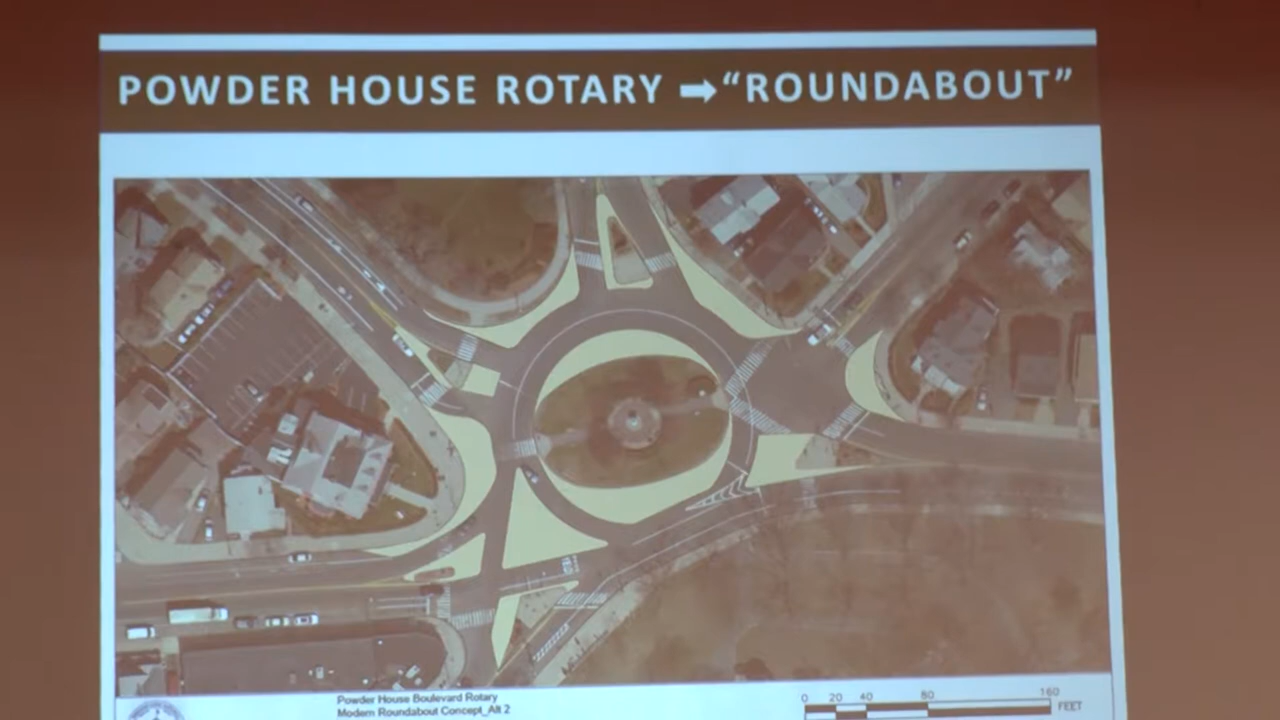 POWDER HOUSE ROTARY ➡ “ROUNDABOUT”
Powder House Boulevard Rotary
Modern Roundabout Concept_Alt 2
0 20 40 80 160
FEET